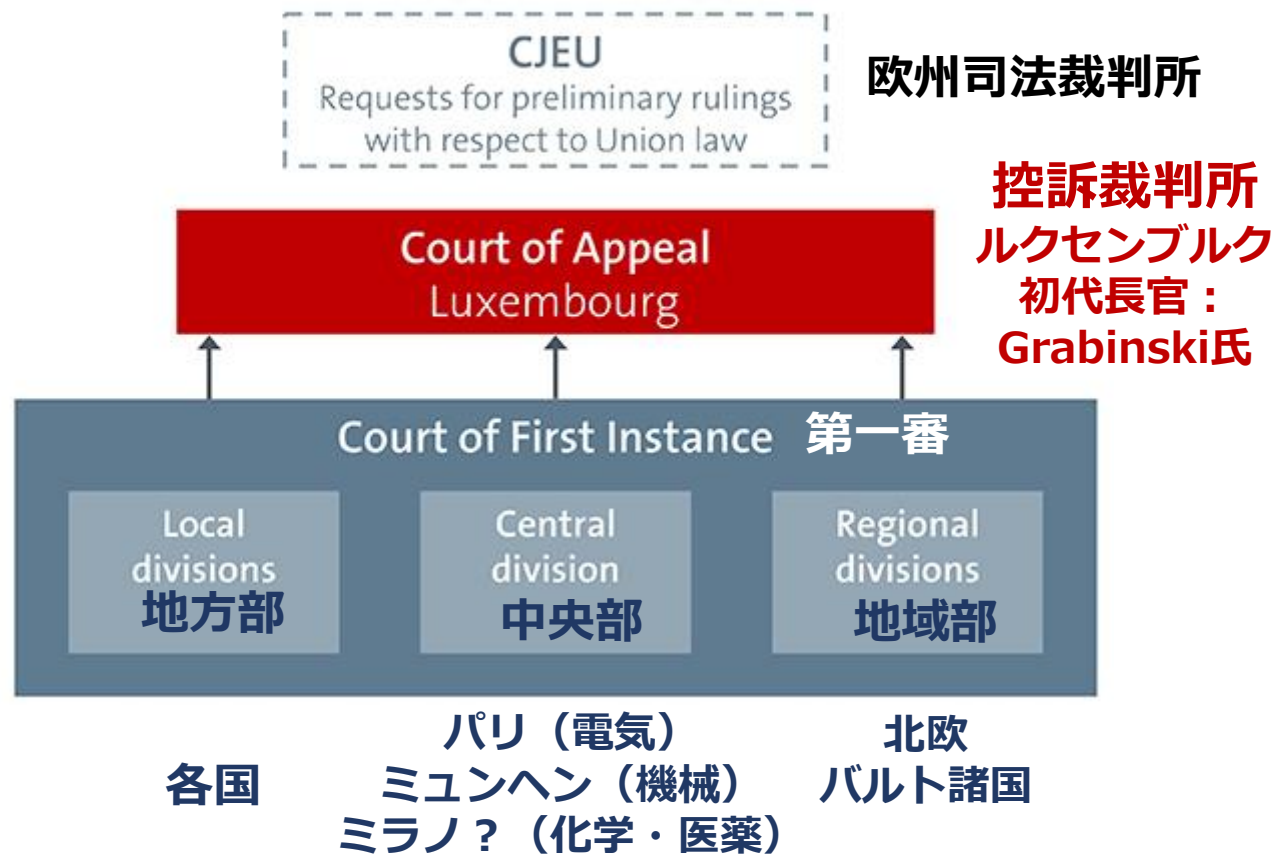 CJEU
Requests for preliminary rulings
with respect to Union law
欧州司法裁判所
Court of Appeal
Luxembourg
控訴裁判所
ルクセンブルク
初代長官：
Grabinski氏
Court of First Instance 第一審
Local
divisions
地方部
Central
division
中央部
Regional
divisions
地域部
各国
パリ（電気）
ミュンヘン（機械）
ミラノ？（化学・医薬）
北欧
バルト諸国